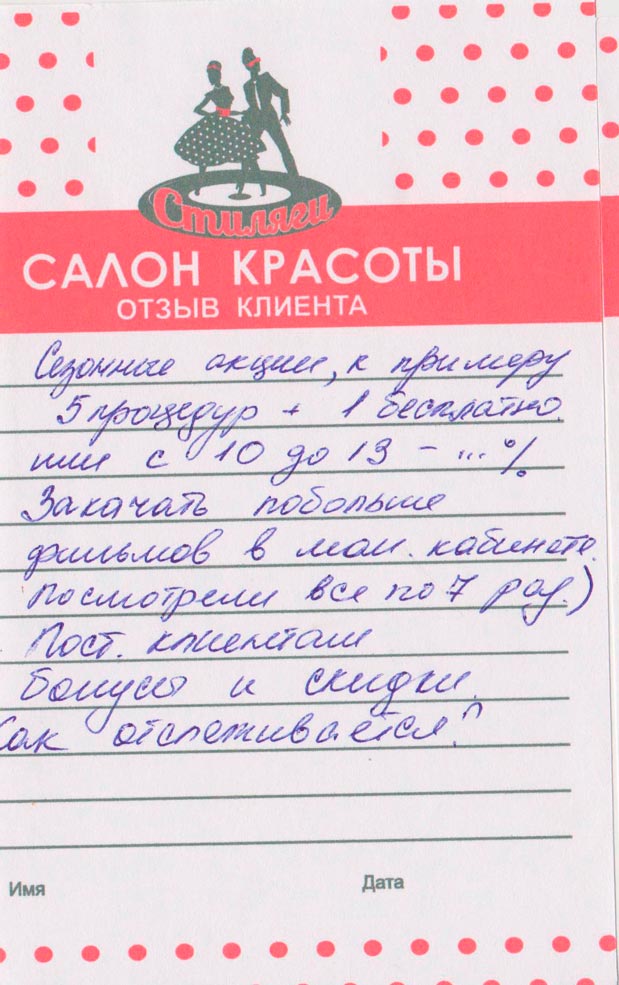 Стиляги
САЛОН КРАСОТЫ
ОТЗЫВ КЛИЕНТА
Сезонные акции, к примеру
5 процедур + 1 бесплатно
или с 10 до 13 - ... %
Закачать побольше
фильмов в ман. кабинете.
Посмотрели все по 7 раз.)
Пост. клиентам
бонусы и скидки.
Как отслеживается?
Имя
Дата